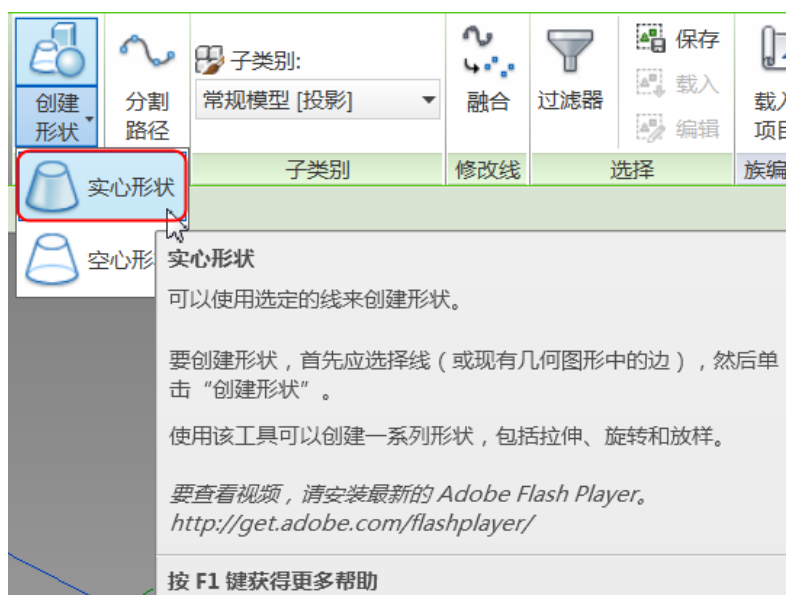 创建
形状
分割
路径
子类别:
常规模型 [投影]
融合
过滤器
保存
载入
编辑
子类别
修改线
选择
族编
实心形状
空心形
实心形状
可以使用选定的线来创建形状。
要创建形状，首先应选择线（或现有几何图形中的边），然后单
击“创建形状”。
使用该工具可以创建一系列形状，包括拉伸、旋转和放样。
要查看视频，请安装最新的 Adobe Flash Player。
http://get.adobe.com/flashplayer/
按 F1 键获得更多帮助